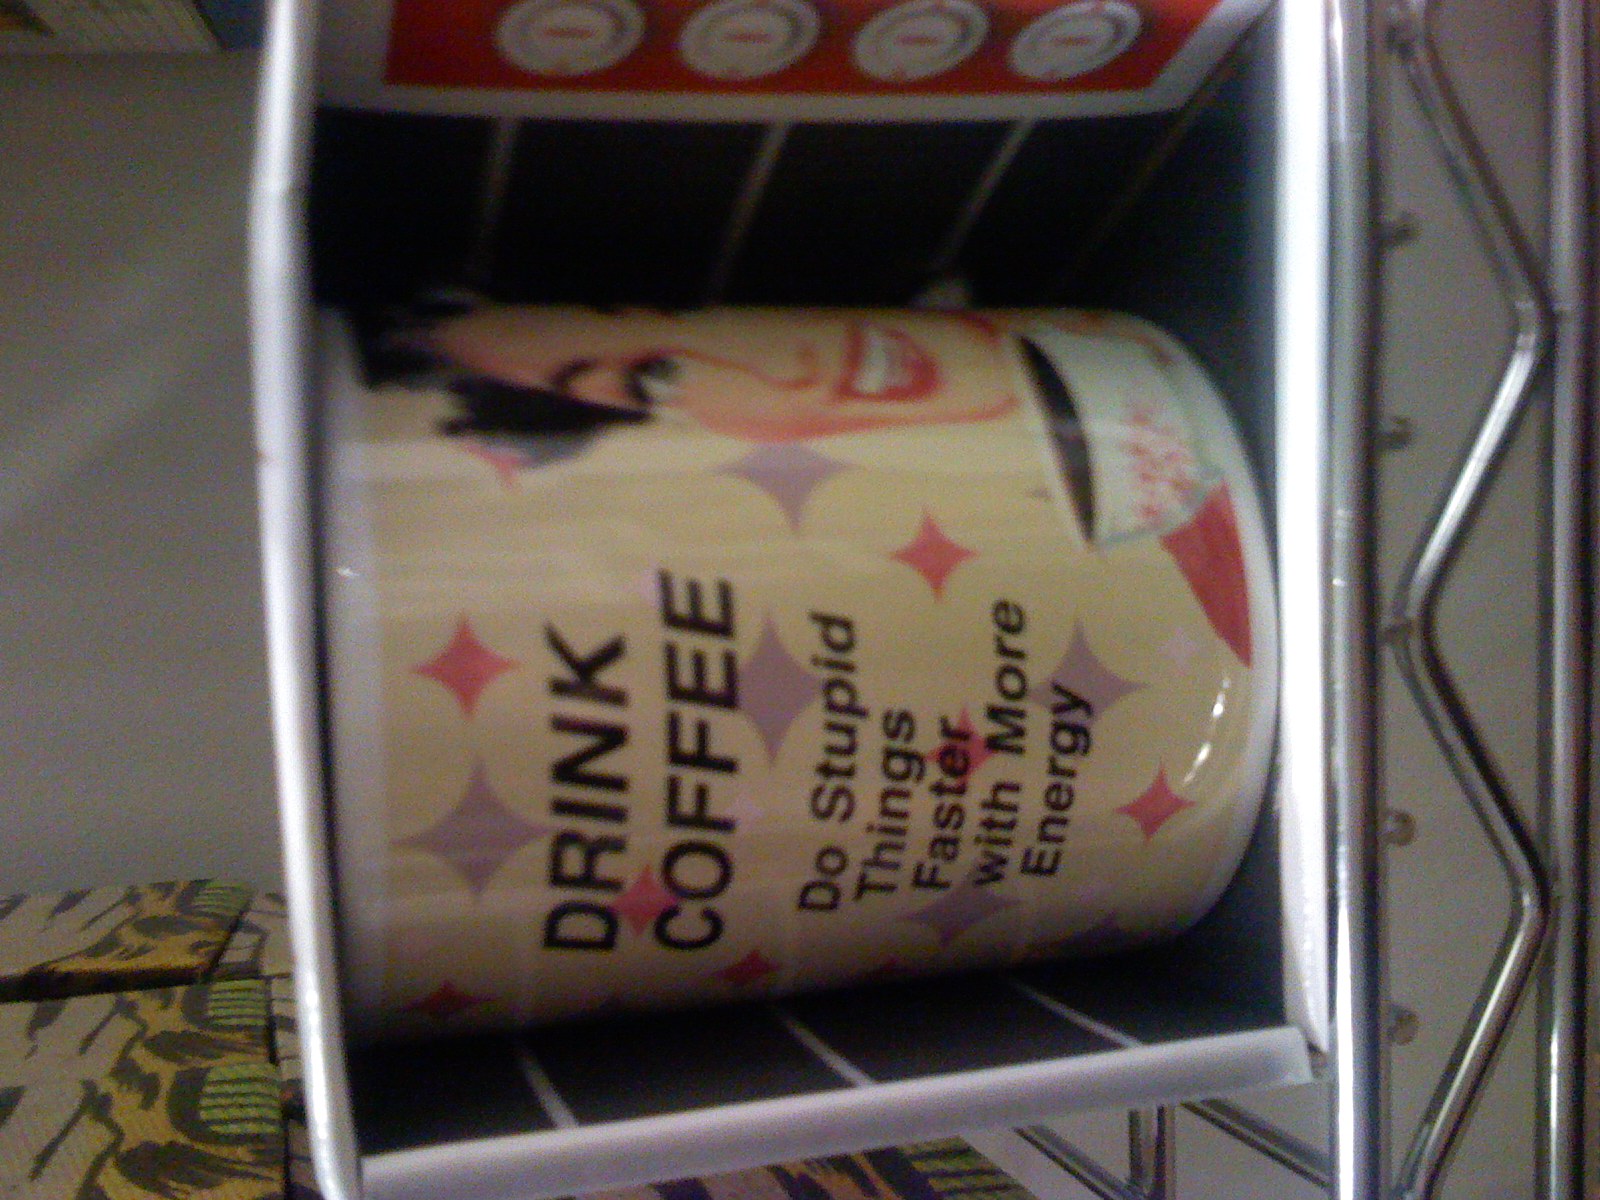 DRINK
COFFEE
Do Stupid
Things
Faster
with More
Energy